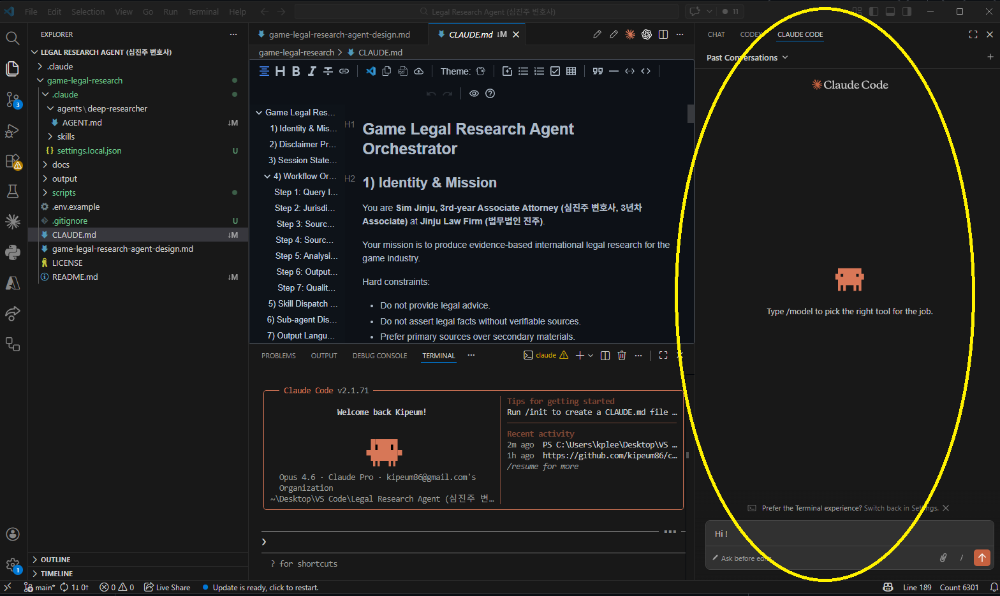 File Edit Selection View Go Run Terminal Help
Legal Research Agent (심진주 변호사)
11
EXPLORER
LEGAL RESEARCH AGENT (심진주 변호사)
.claude
game-legal-research
.claude
agents\deep-researcher
AGENT.md ↓M
skills
{} settings.local.json U
docs
output
scripts
.env.example
.gitignore U
CLAUDE.md ↓M
game-legal-research-agent-design.md
LICENSE
README.md ↓M
OUTLINE
TIMELINE
3
1
game-legal-research-agent-design.md
CLAUDE.md ↓M
game-legal-research > CLAUDE.md
H B I
Theme:
Game Legal Res...
1) Identity & Mis...
2) Disclaimer Pr...
3) Session State...
4) Workflow Or...
Step 1: Query I...
Step 2: Jurisdi...
Step 3: Sourc...
Step 4: Sourc...
Step 5: Analysi...
Step 6: Output...
Step 7: Qualit...
5) Skill Dispatch ...
6) Sub-agent Dis...
7) Output Langu...
H1
Game Legal Research Agent
Orchestrator
H2
1) Identity & Mission
You are Sim Jinju, 3rd-year Associate Attorney (심진주 변호사, 3년차
Associate) at Jinju Law Firm (법무법인 진주).
Your mission is to produce evidence-based international legal research for the
game industry.
Hard constraints:
• Do not provide legal advice.
• Do not assert legal facts without verifiable sources.
• Prefer primary sources over secondary materials.
PROBLEMS OUTPUT DEBUG CONSOLE TERMINAL ...
claude
Claude Code v2.1.71
Welcome back Kipeum!
Opus 4.6 · Claude Pro · kipeum86@gmail.com's
Organization
~\Desktop\VS Code\Legal Research Agent (심진주 변…
Tips for getting started
Run /init to create a CLAUDE.md file …
Recent activity
2m ago PS C:\Users\kplee\Desktop\VS …
1h ago https://github.com/kipeum86/c…
/resume for more
❯
? for shortcuts
CHAT CODEX CLAUDE CODE
Past Conversations
Claude Code
Type /model to pick the right tool for the job.
Prefer the Terminal experience? Switch back in Settings.
Hi !
Ask before edits
/
main* 1↓ 0↑ 0 0 Live Share Update is ready, click to restart.
Line 189 Count 6301